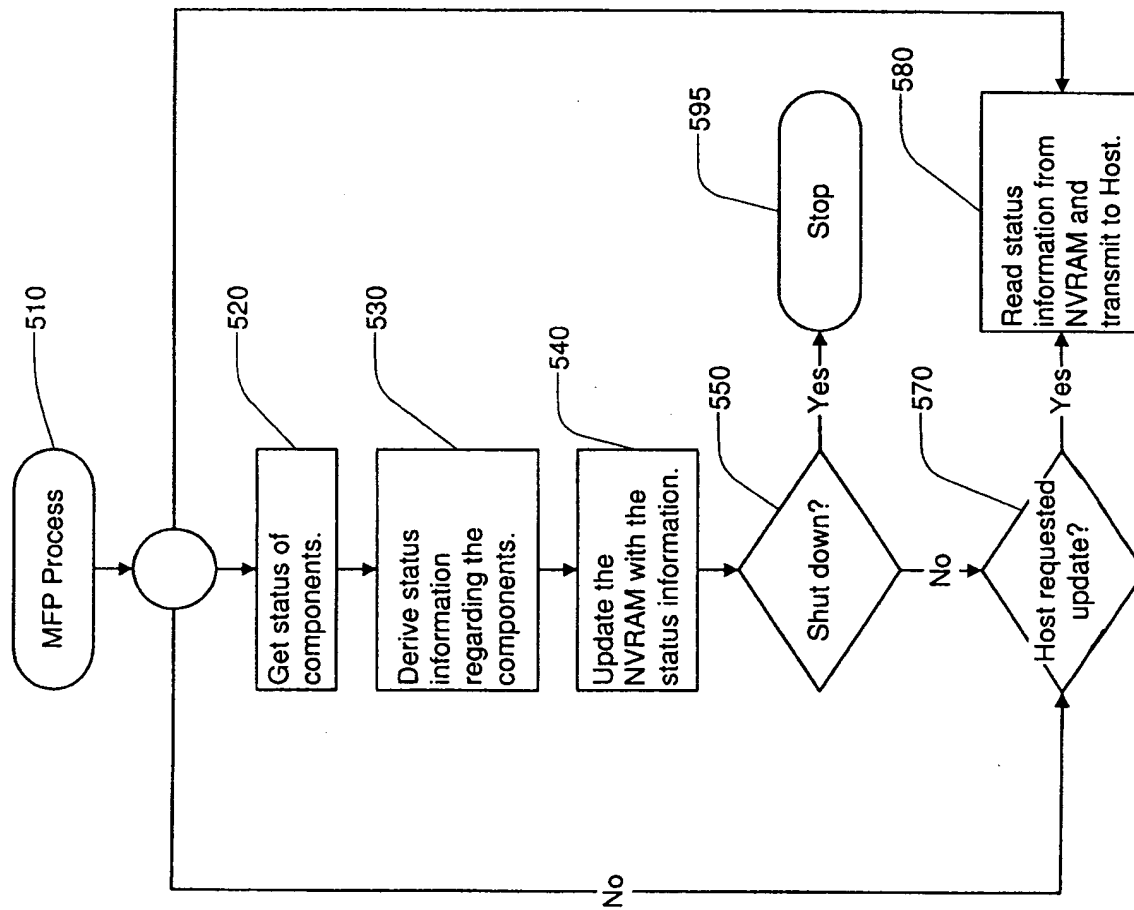 MFP Process
510
Get status of
components.
520
Derive status
information
regarding the
components.
530
Update the
NVRAM with the
status information.
540
Shut down?
550
Yes
Stop
595
No
Host requested
update?
570
Yes
Read status
information from
NVRAM and
transmit to Host.
580
No